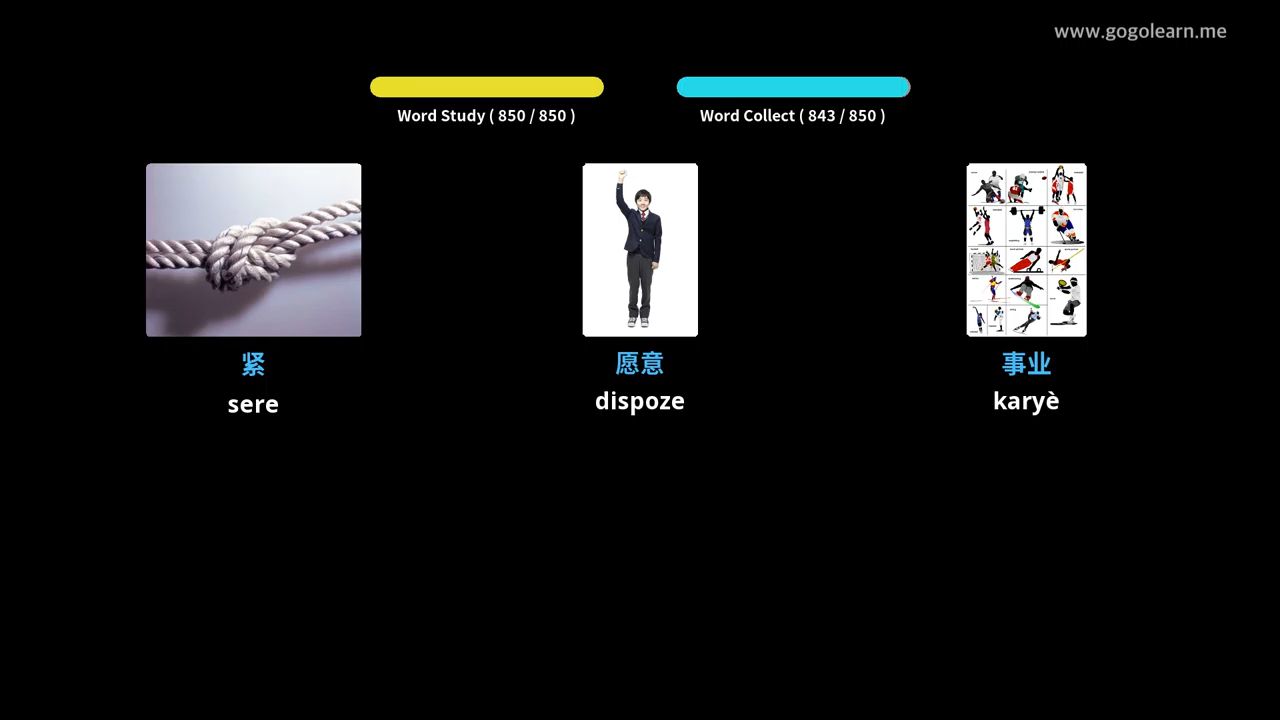 www.gogolearn.me
Word Study ( 850 / 850 )
Word Collect ( 843 / 850 )
紧
愿意
事业
sere
dispoze
karyè